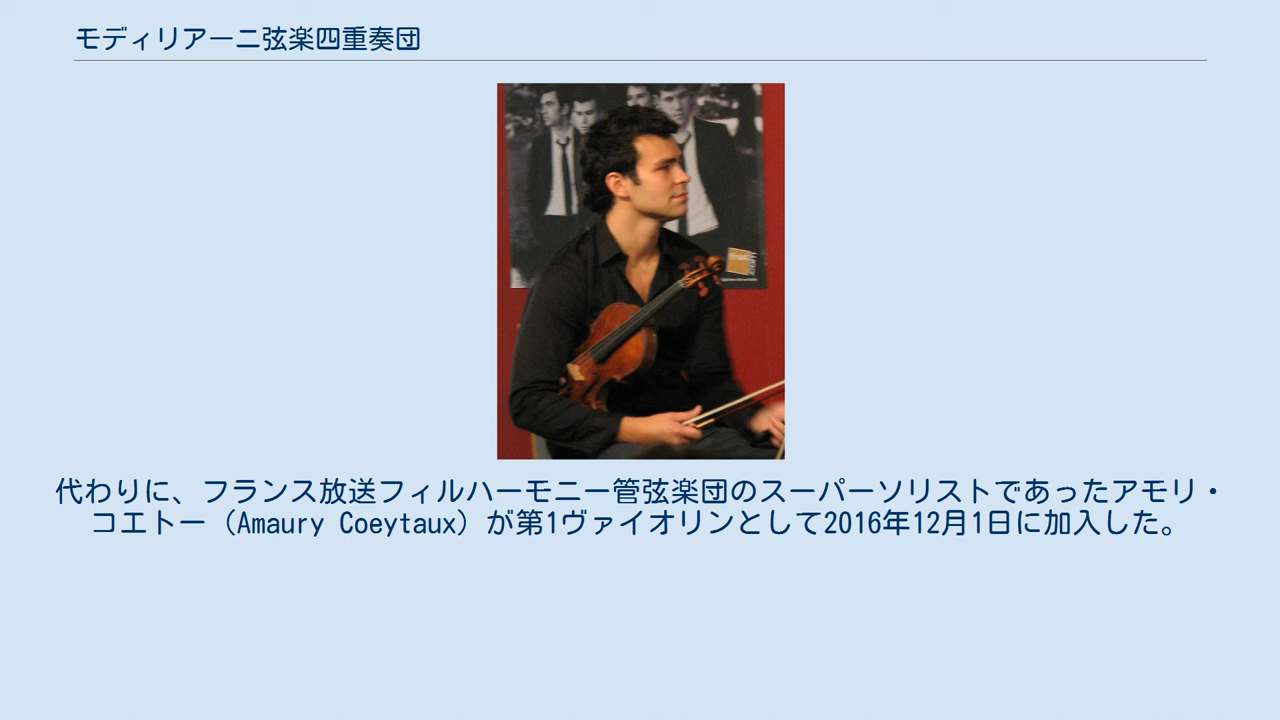 モディリアーニ弦楽四重奏団
代わりに、フランス放送フィルハーモニー管弦楽団のスーパーソリストであったアモリ・
コエトー（Amaury Coeytaux）が第1ヴァイオリンとして2016年12月1日に加入した。